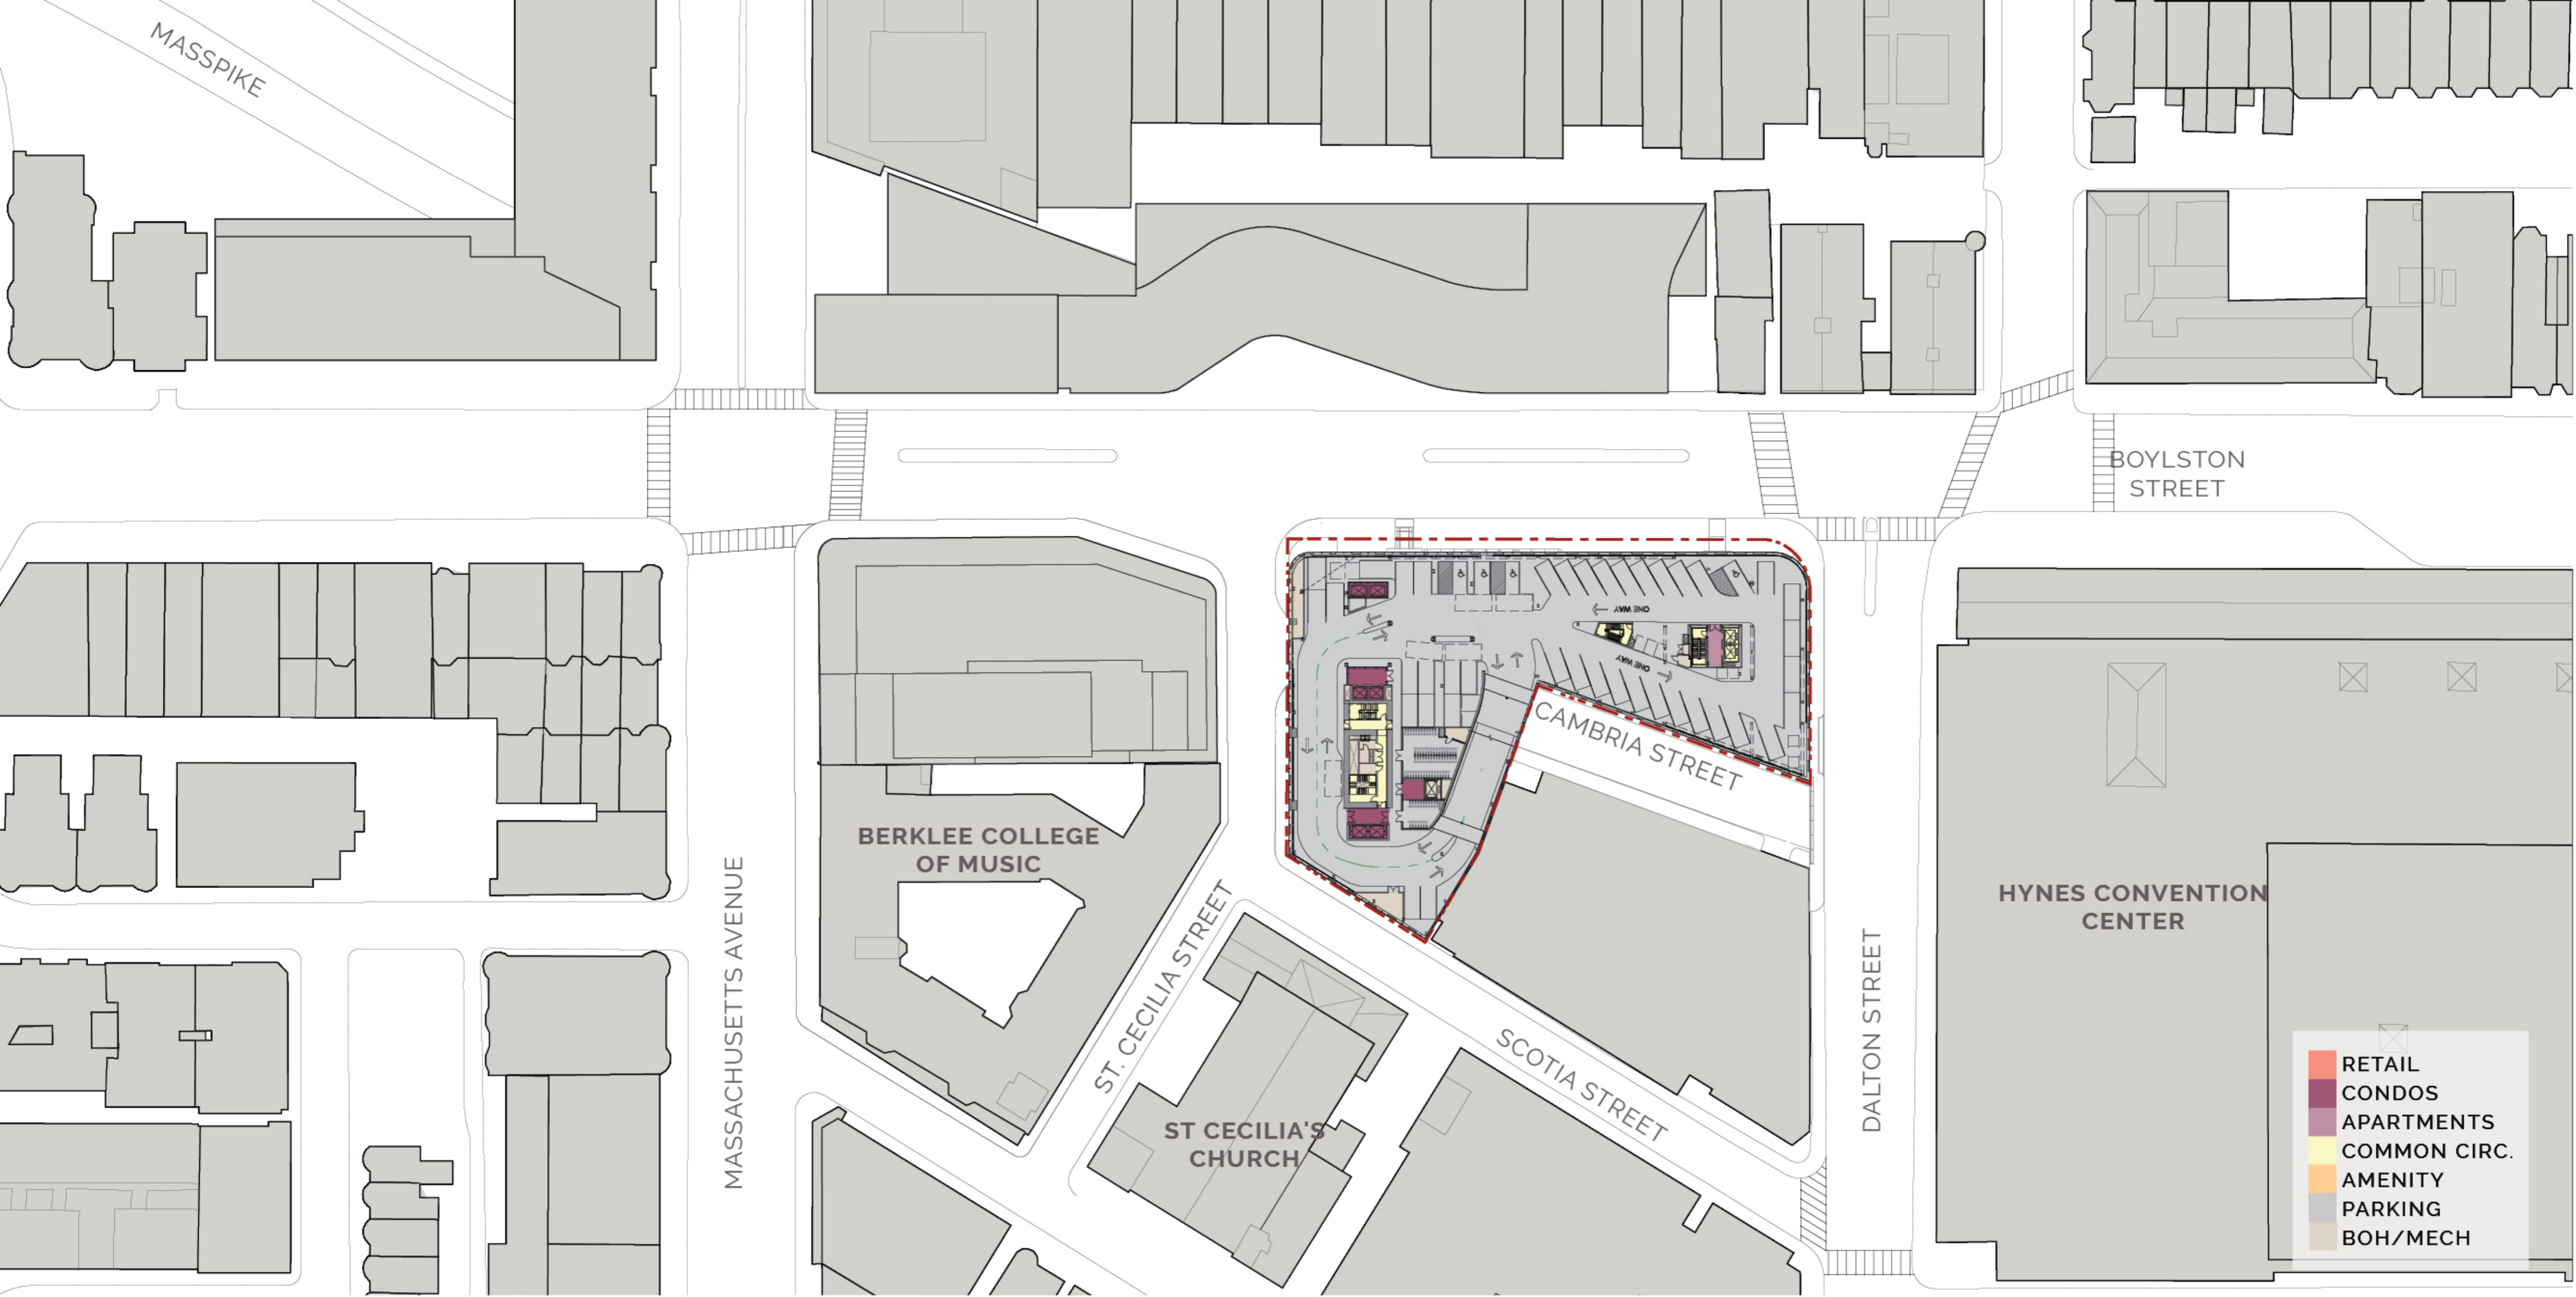 MASSPIKE
BOYLSTON
STREET
ONE WAY
ONE WAY
CAMBRIA STREET
BERKLEE COLLEGE
OF MUSIC
MASSACHUSETTS AVENUE
ST. CECILIA STREET
HYNES CONVENTION
CENTER
DALTON STREET
SCOTIA STREET
ST CECILIA'S
CHURCH
RETAIL
CONDOS
APARTMENTS
COMMON CIRC.
AMENITY
PARKING
BOH/MECH